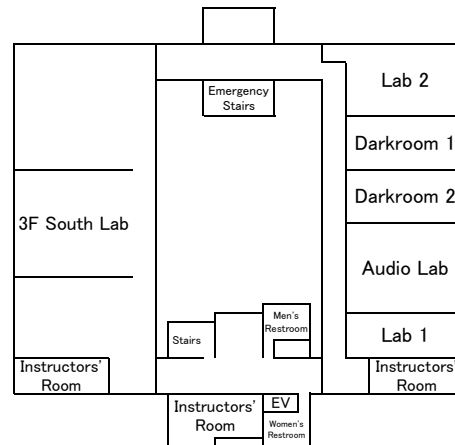 Lab 2
Emergency
Stairs
Darkroom 1
Darkroom 2
3F South Lab
Audio Lab
Men's
Restroom
Stairs
Lab 1
Instructors'
Room
Instructors'
Room
Instructors'
Room
EV
Women's
Restroom